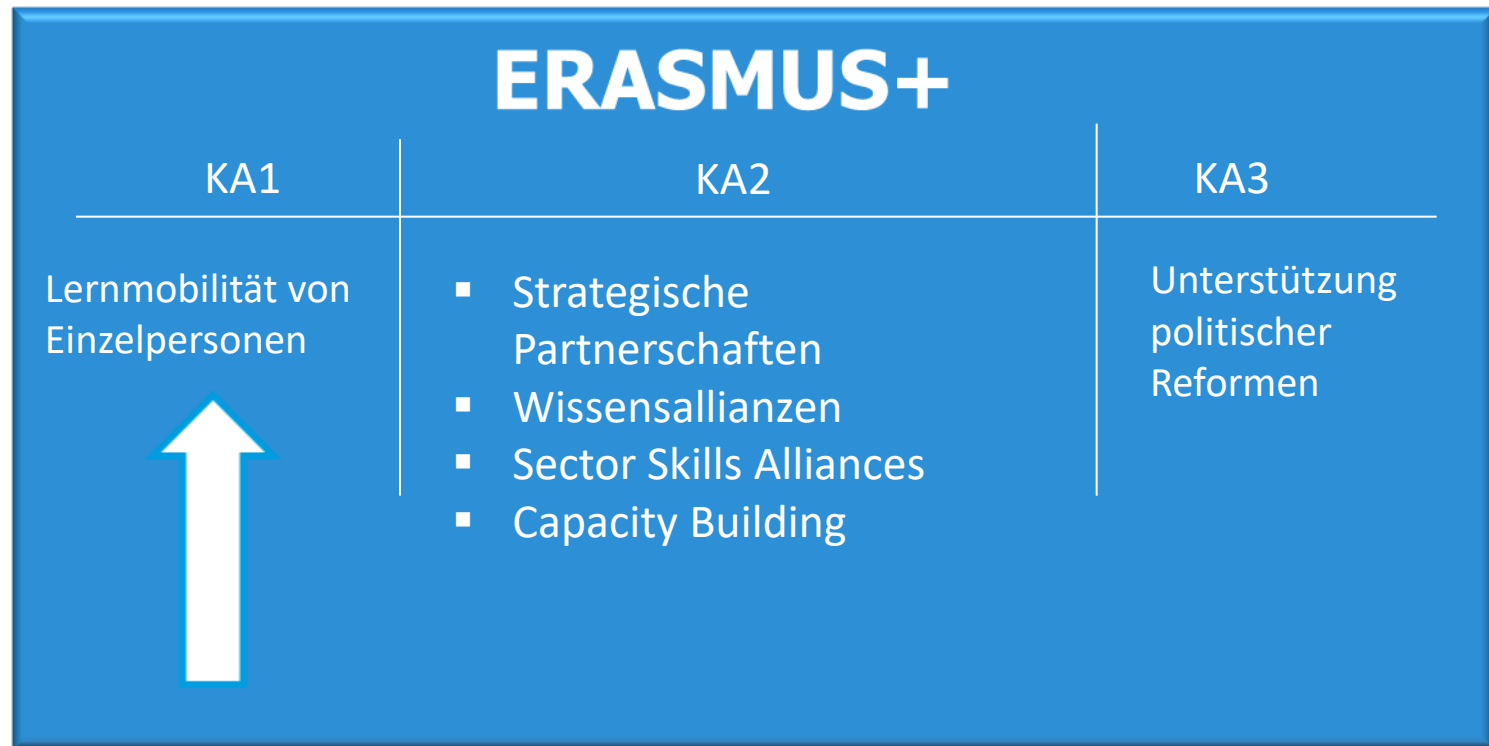 ERASMUS+
KA1
KA2
KA3
Lernmobilität von
Einzelpersonen
▪ Strategische
Partnerschaften
▪ Wissensallianzen
▪ Sector Skills Alliances
▪ Capacity Building
Unterstützung
politischer
Reformen